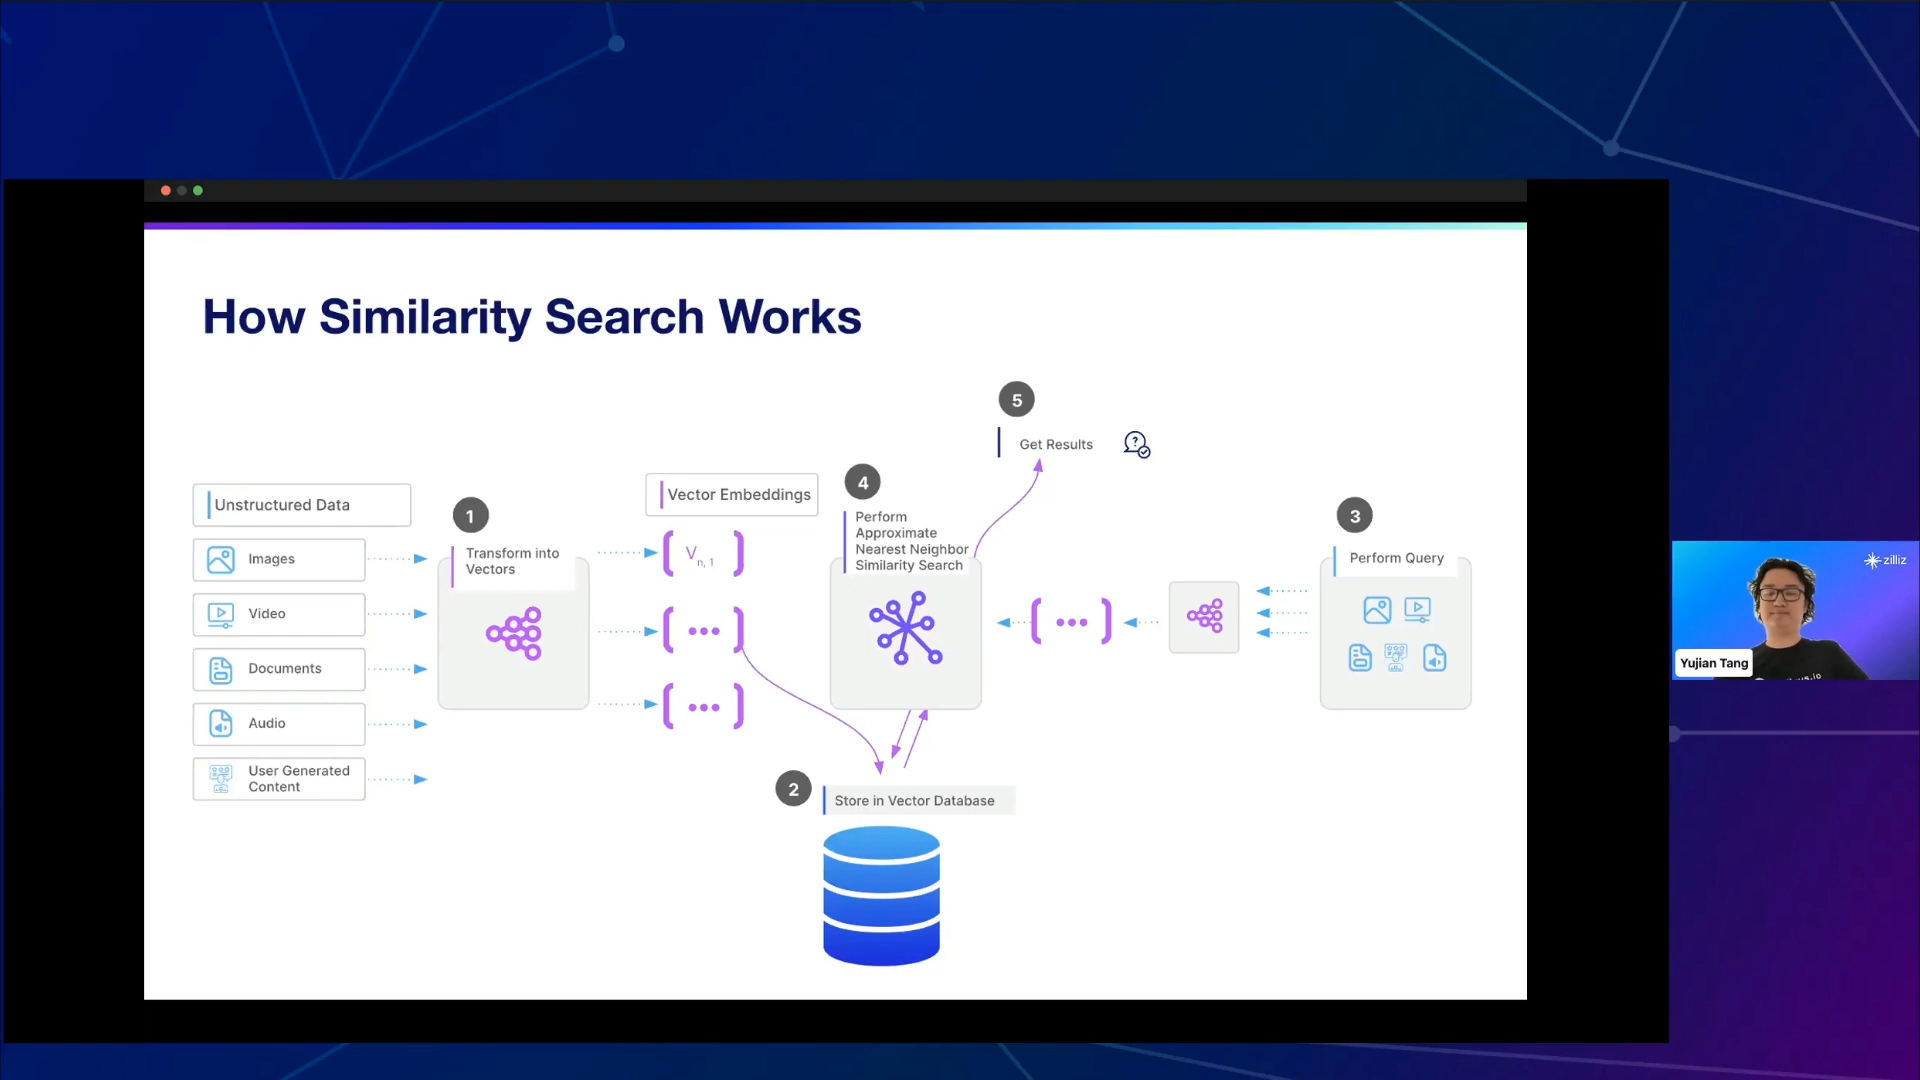 How Similarity Search Works
5
Get Results
Unstructured Data
Images
Video
Documents
Audio
User Generated
Content
1
Transform into
Vectors
Vector Embeddings
V n, 1
4
Perform
Approximate
Nearest Neighbor
Similarity Search
3
Perform Query
2
Store in Vector Database
zilliz
Yujian Tang